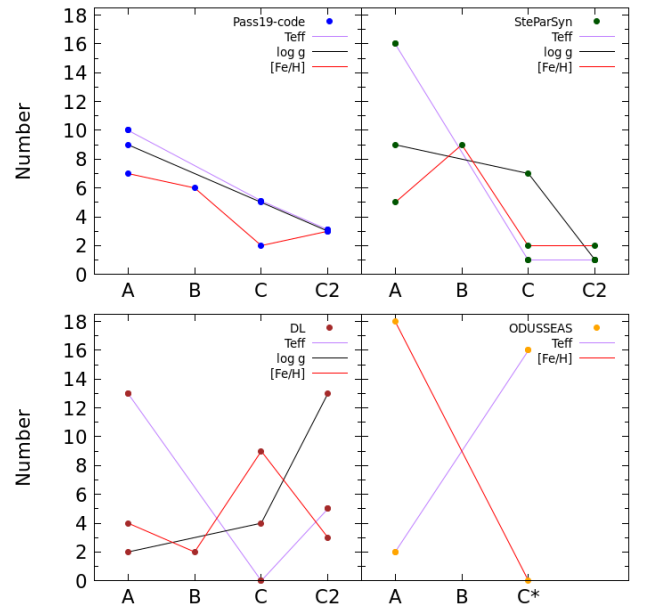 18
16
14
12
10
8
6
4
2
0
Number
Pass19-code
Teff
log g
[Fe/H]
A B C C2
SteParSyn
Teff
log g
[Fe/H]
A B C C2
18
16
14
12
10
8
6
4
2
0
Number
DL
Teff
log g
[Fe/H]
A B C C2
ODUSSEAS
Teff
[Fe/H]
A B C*